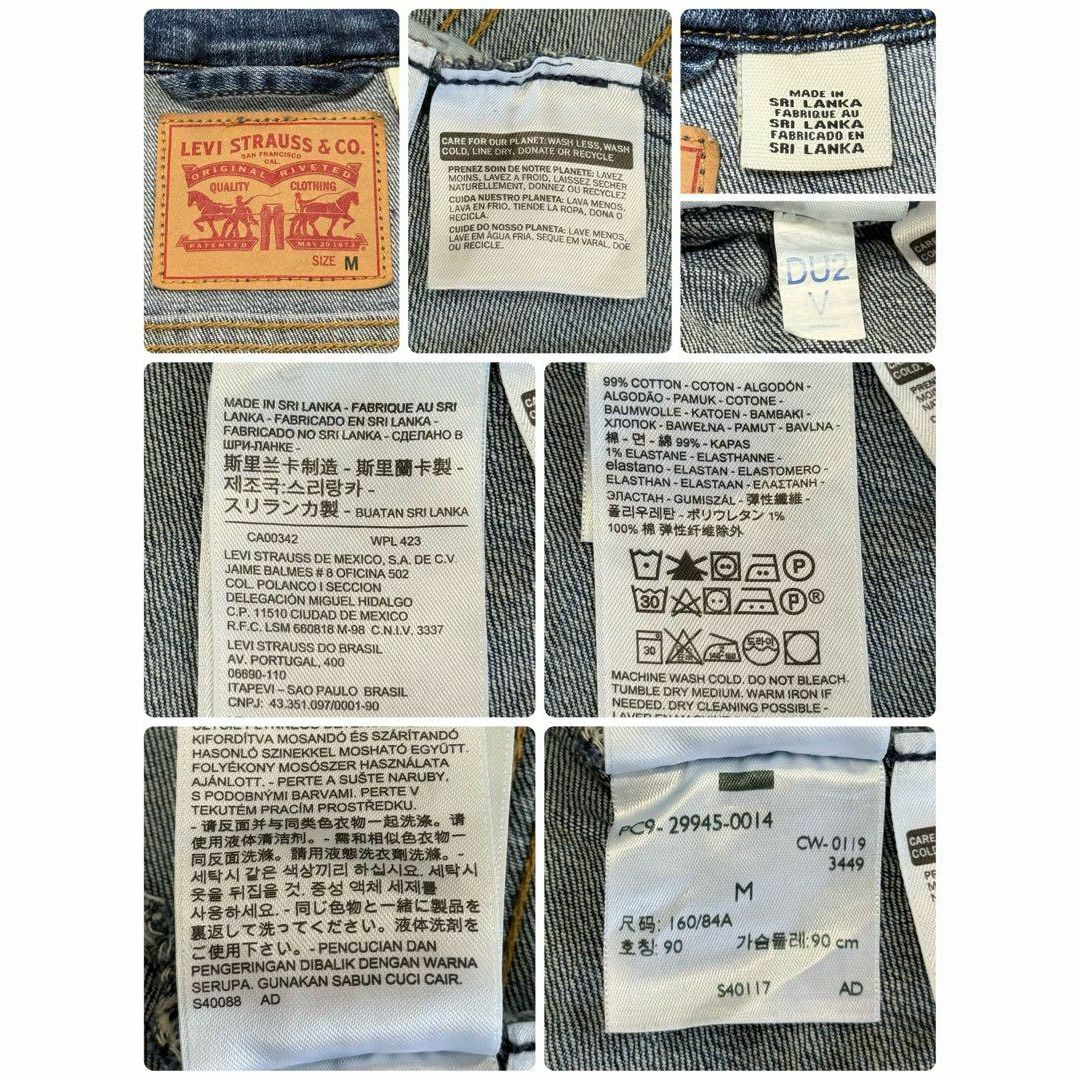 LEVI STRAUSS & CO.
SAN FRANCISCO
CAL.
ORIGINAL RIVETED
QUALITY CLOTHING
PATENTED MAY 20 1873
SIZE M
CARE FOR OUR PLANET: WASH LESS, WASH
COLD, LINE DRY, DONATE OR RECYCLE
PRENEZ SOIN DE NOTRE PLANETE: LAVEZ
MOINS, LAVEZ A FROID, LAISSEZ SECHER
NATURELLEMENT, DONNEZ OU RECYCLEZ
CUIDA NUESTRO PLANETA: LAVA MENOS,
LAVA EN FRIO, TIENDE LA ROPA, DONA O
RECICLA.
CUIDE DO NOSSO PLANETA: LAVE MENOS,
LAVE EM ÁGUA FRIA, SEQUE EM VARAL, DOE
OU RECICLE.
MADE IN
SRI LANKA
FABRIQUE AU
SRI LANKA
FABRICADO EN
SRI LANKA
DU2
V
MADE IN SRI LANKA - FABRIQUE AU SRI
LANKA - FABRICADO EN SRI LANKA -
FABRICADO NO SRI LANKA - СДЕЛАНО В
ШРИ-ЛАНКЕ -
斯里兰卡制造 - 斯里蘭卡製 -
제조국:스리랑카 -
スリランカ製 - BUATAN SRI LANKA
CA00342 WPL 423
LEVI STRAUSS DE MEXICO, S.A. DE C.V
JAIME BALMES # 8 OFICINA 502
COL. POLANCO I SECCION
DELEGACIÓN MIGUEL HIDALGO
C.P. 11510 CIUDAD DE MEXICO
R.F.C. LSM 660818 M-98 C.N.I.V. 3337
LEVI STRAUSS DO BRASIL
AV. PORTUGAL, 400
06690-110
ITAPEVI – SAO PAULO BRASIL
CNPJ: 43.351.097/0001-90
99% COTTON - COTON - ALGODÓN -
ALGODÃO - PAMUK - COTONE -
BAUMWOLLE - KATOEN - BAMBAKI -
ХЛОПОК - BAWEŁNA - PAMUT - BAVLNA -
棉 - 면 - 綿 99% - KAPAS
1% ELASTANE - ELASTHANNE -
elastano - ELASTAN - ELASTOMERO -
ELASTHAN - ELASTAAN - ΕΛΑΣΤΑΝΗ -
ЭЛАСТАН - GUMISZÁL - 弹性纖維 -
폴리우레탄 - ポリウレタン 1%
100% 棉 弹性纤维除外
P
30 P®
30 2 140-160 드라이
MACHINE WASH COLD. DO NOT BLEACH.
TUMBLE DRY MEDIUM. WARM IRON IF
NEEDED. DRY CLEANING POSSIBLE -
KIFORDÍTVA MOSANDÓ ÉS SZÁRÍTANDÓ
HASONLÓ SZINEKKEL MOSHATÓ EGYÜTT.
FOLYÉKONY MOSÓSZER HASZNÁLATA
AJÁNLOTT. - PERTE A SUŠTE NARUBY.
S PODOBNÝMI BARVAMI. PERTE V
TEKUTÉM PRACÍM PROSTŘEDKU.
- 请反面并与同类色衣物一起洗涤。请
使用液体清洁剂。- 需和相似色衣物一
同反面洗滌。請用液態洗衣劑洗滌。-
세탁시 같은 색상끼리 하십시요. 세탁시
옷을 뒤집을 것. 중성 액체 세제를
사용하세요. - 同じ色物と一緒に製品を
裏返して洗ってください。液体洗剤をご
使用下さい。- PENCUCIAN DAN
PENGERINGAN DIBALIK DENGAN WARNA
SERUPA. GUNAKAN SABUN CUCI CAIR.
S40088 AD
PC9- 29945-0014
CW- 0119
3449
M
尺码: 160/84A
호칭: 90 가슴둘레:90 cm
S40117 AD